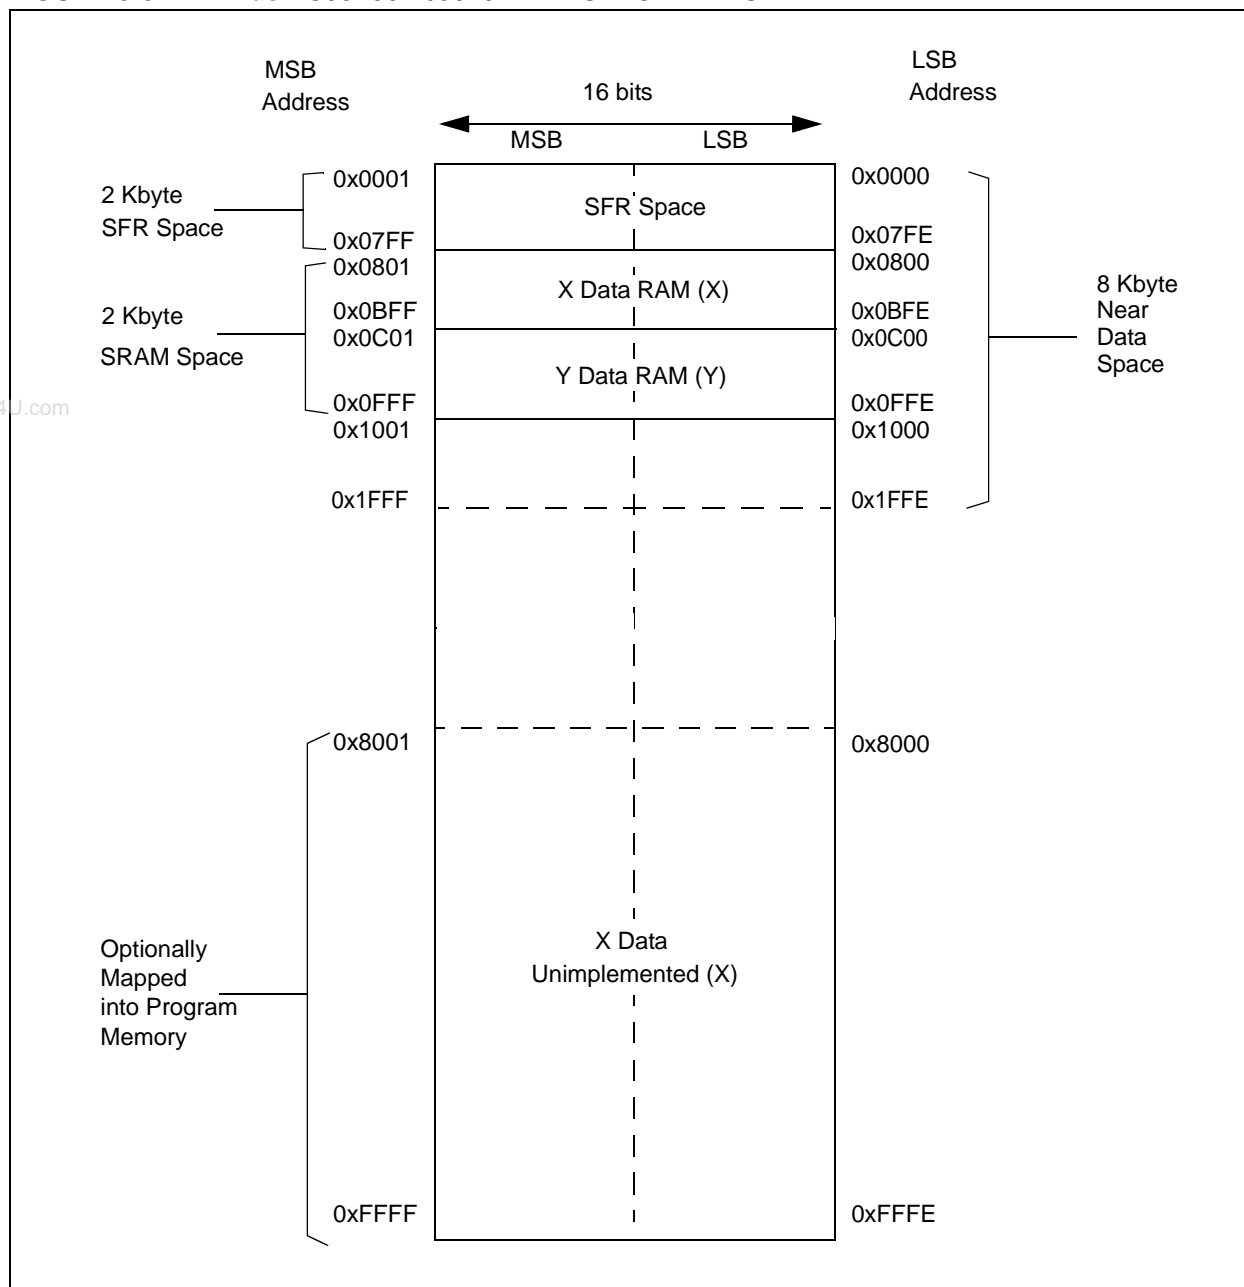 MSB
Address
LSB
Address
16 bits
MSB
LSB
2 Kbyte
SFR Space
0x0001
SFR Space
0x0000
0x07FF
0x07FE
0x0801
0x0800
2 Kbyte
SRAM Space
X Data RAM (X)
0x0BFF
0x0BFE
0x0C01
0x0C00
8 Kbyte
Near
Data
Space
Y Data RAM (Y)
4U.com
0x0FFF
0x0FFE
0x1001
0x1000
0x1FFF
0x1FFE
0x8001
0x8000
Optionally
Mapped
into Program
Memory
X Data
Unimplemented (X)
0xFFFF
0xFFFE